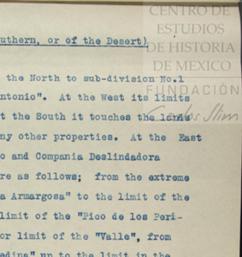 CENTRO DE
ESTUDIOS
DE HISTORIA
DE MEXICO
FUNDACIÓN
Carlos Slim
uthern, or of the Desert)
the North to sub-division No.1
ntonio". At the West its limits
t the South it touches the lands
ny other properties. At the East
o and Compania Deslindadora
re as follows; from the extreme
a Armargosa" to the limit of the
limit of the "Pico de los Peri-
or limit of the "Valle", from
up to the limit in the